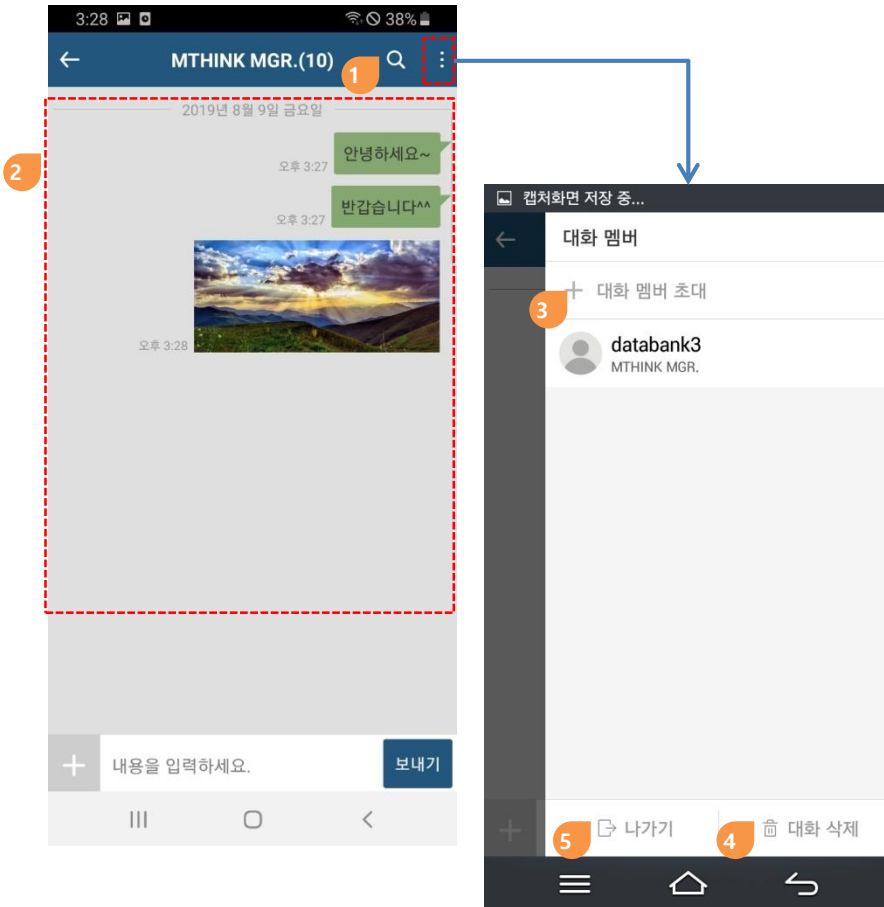 3:28 38%
MTHINK MGR.(10)
1
2019년 8월 9일 금요일
2
안녕하세요~
오후 3:27
반갑습니다^^
오후 3:27
오후 3:28
내용을 입력하세요.
보내기
캡처화면 저장 중...
대화 멤버
대화 멤버 초대
3
databank3
MTHINK MGR.
5
나가기
4
대화 삭제